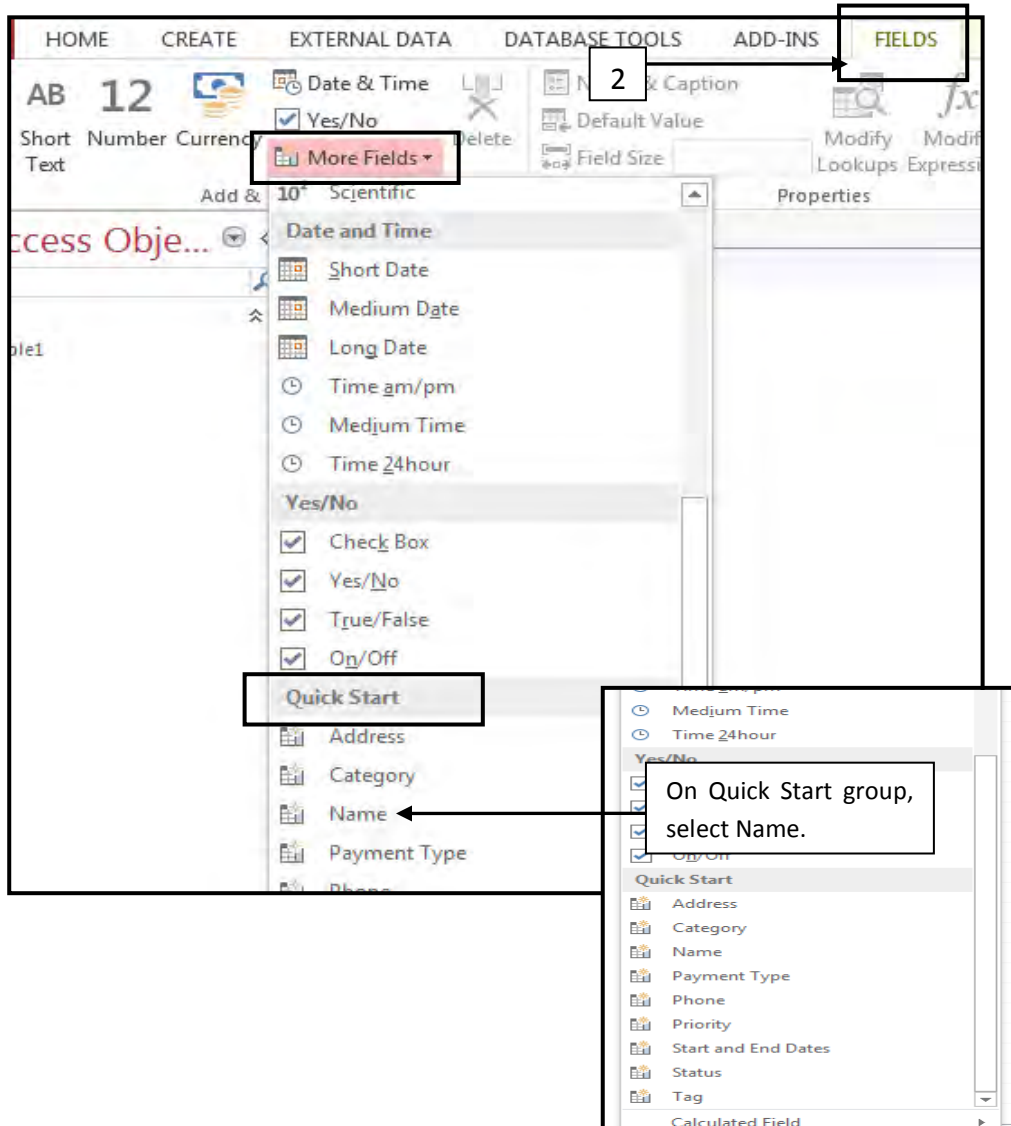 HOME CREATE EXTERNAL DATA DATABASE TOOLS ADD-INS FIELDS
2
AB 12 Date & Time N & Caption
Short Number Currency Yes/No Delete Default Value Modify Modif
Text More Fields Field Size Lookups Expressi
Add & 10² Scientific Properties
ccess Obje...
Date and Time
Short Date
Medium Date
ble1 Long Date
Time am/pm
Medium Time
Time 24hour
Yes/No
Check Box
Yes/No
True/False
On/Off
Quick Start
Address
Category
Name
Payment Type
Phone
Medium Time
Time 24hour
Yes/No
On Quick Start group,
select Name.
On/Off
Quick Start
Address
Category
Name
Payment Type
Phone
Priority
Start and End Dates
Status
Tag
Calculated Field